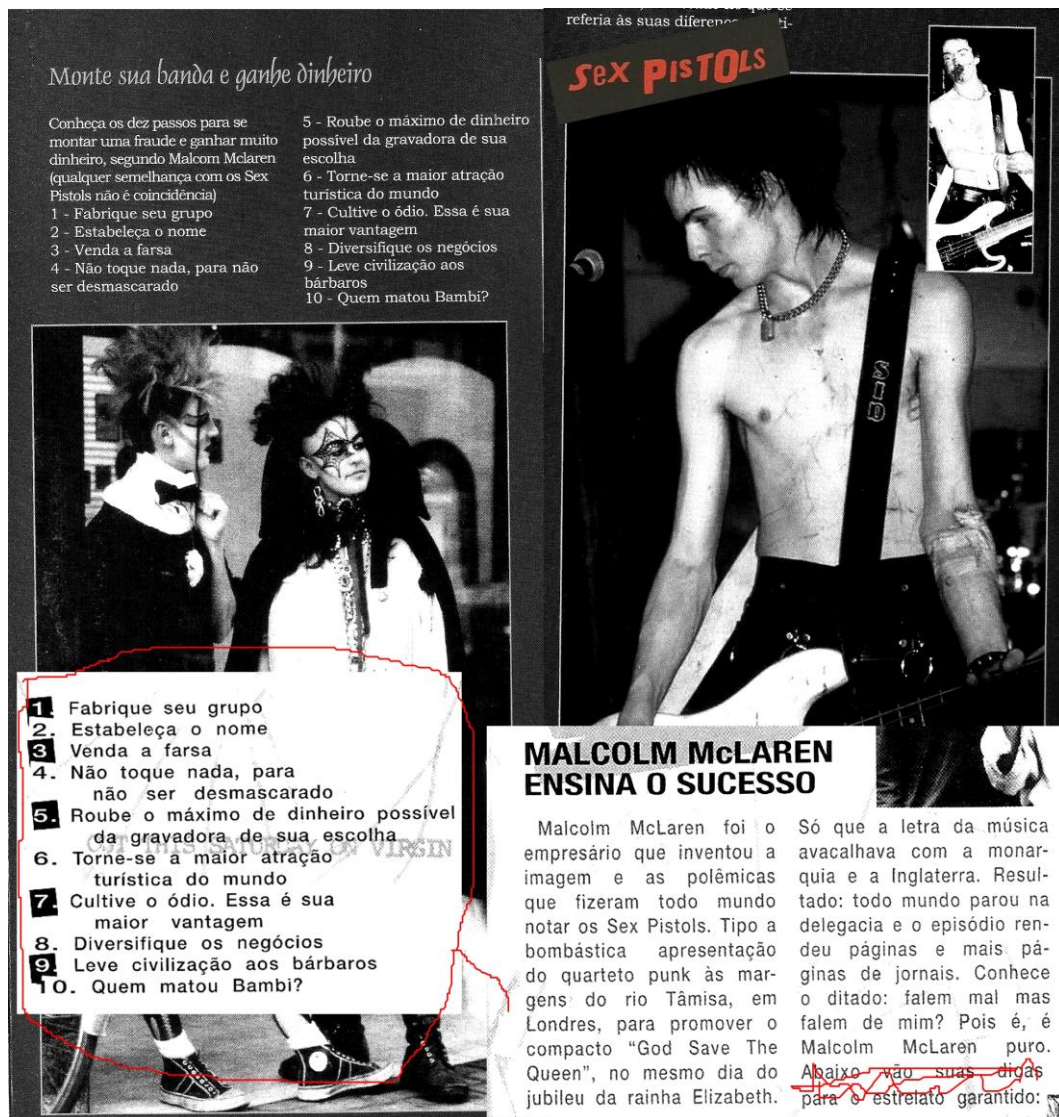 Monte sua banda e ganhe dinheiro
Conheça os dez passos para se
montar uma fraude e ganhar muito
dinheiro, segundo Malcom Mclaren
(qualquer semelhança com os Sex
Pistols não é coincidência)
1 - Fabrique seu grupo
2 - Estabeleça o nome
3 - Venda a farsa
4 - Não toque nada, para não
ser desmascarado
5 - Roube o máximo de dinheiro
possível da gravadora de sua
escolha
6 - Torne-se a maior atração
turística do mundo
7 - Cultive o ódio. Essa é sua
maior vantagem
8 - Diversifique os negócios
9 - Leve civilização aos
bárbaros
10 - Quem matou Bambi?
referia às suas
SEX PISTOLS
SID
1. Fabrique seu grupo
2. Estabeleça o nome
3 Venda a farsa
4. Não toque nada, para
não ser desmascarado
5. Roube o máximo de dinheiro possível
da gravadora de sua escolha
OUT THIS SATURDAY ON VIRGIN
6. Torne-se a maior atração
turística do mundo
7. Cultive o ódio. Essa é sua
maior vantagem
8. Diversifique os negócios
9. Leve civilização aos bárbaros
10. Quem matou Bambi?
MALCOLM McLAREN
ENSINA O SUCESSO
Malcolm McLaren foi o
empresário que inventou a
imagem e as polêmicas
que fizeram todo mundo
notar os Sex Pistols. Tipo a
bombástica apresentação
do quarteto punk às mar-
gens do rio Tâmisa, em
Londres, para promover o
compacto "God Save The
Queen", no mesmo dia do
jubileu da rainha Elizabeth.
Só que a letra da música
avacalhava com a monar-
quia e a Inglaterra. Resul-
tado: todo mundo parou na
delegacia e o episódio ren-
deu páginas e mais pá-
ginas de jornais. Conhece
o ditado: falem mal mas
falem de mim? Pois é, é
Malcolm McLaren puro.
Abaixo vão suas dicas
para o estrelato garantido: